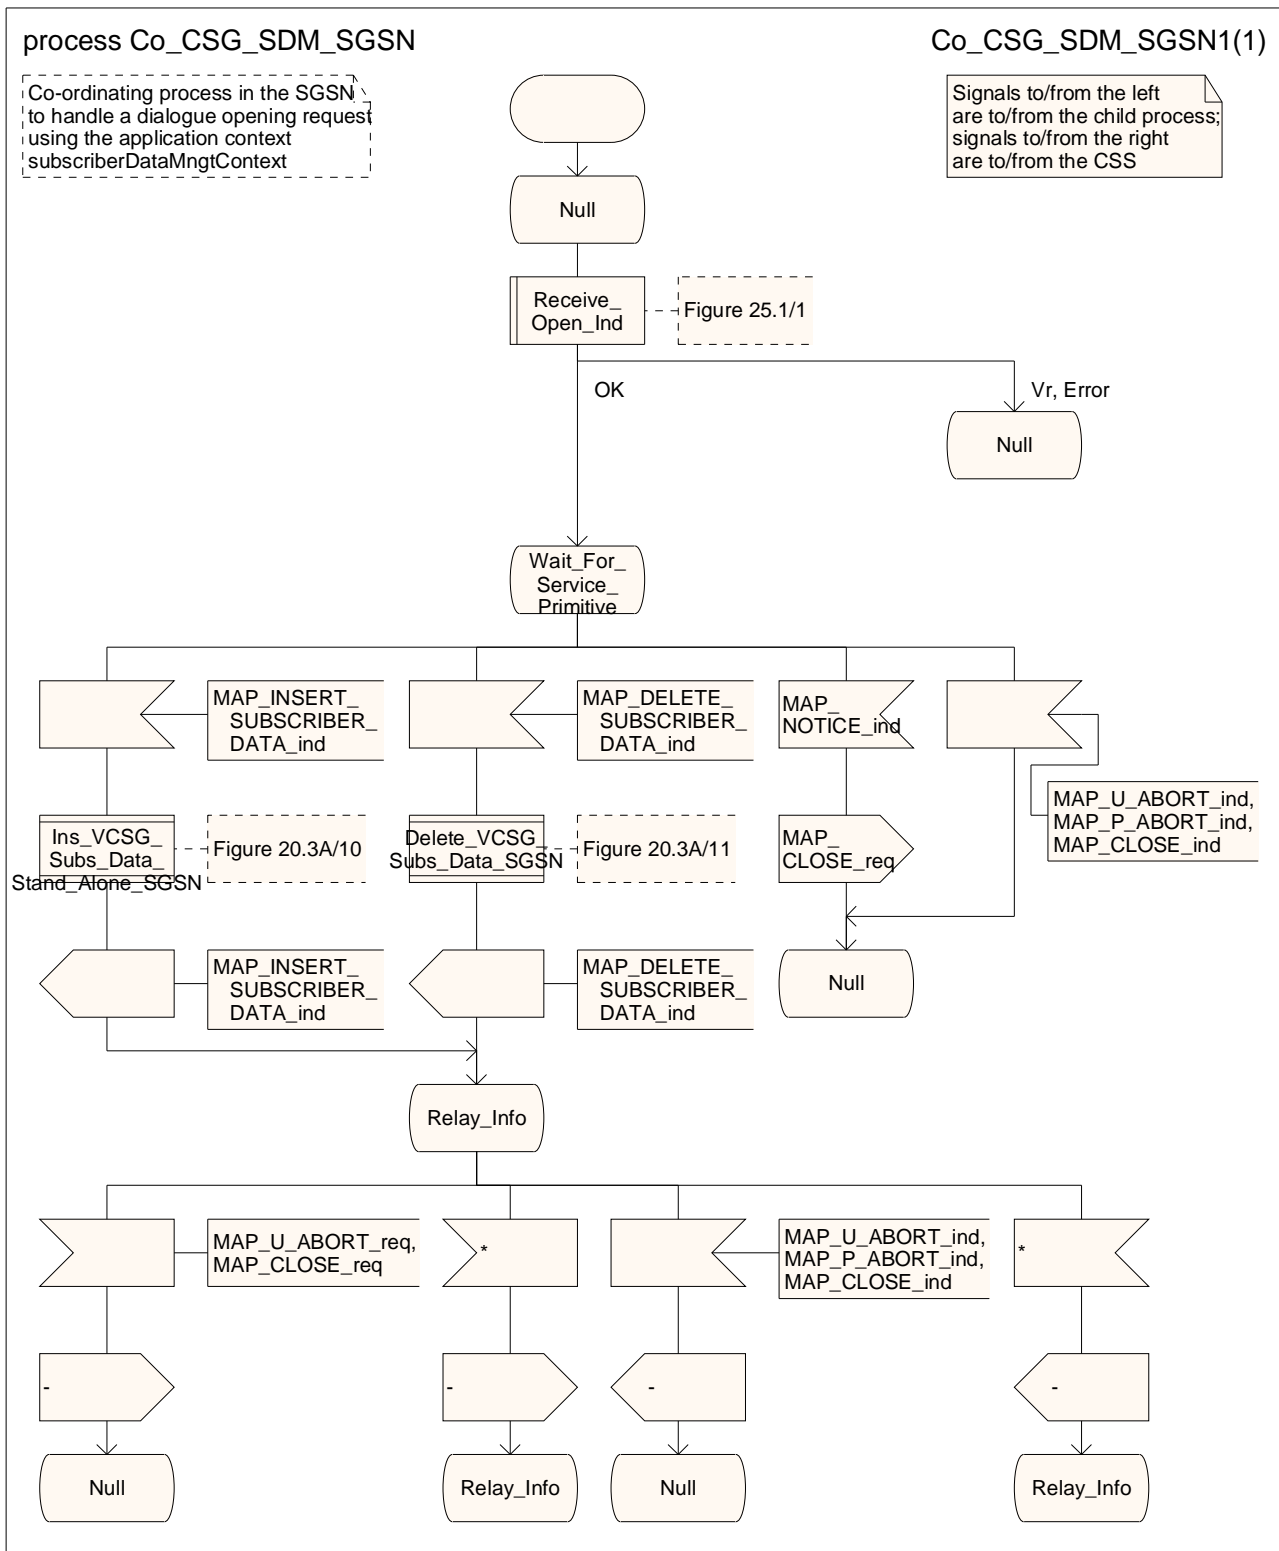 process Co_CSG_SDM_SGSN
Co_CSG_SDM_SGSN1(1)
Co-ordinating process in the SGSN
to handle a dialogue opening request
using the application context
subscriberDataMngtContext
Signals to/from the left
are to/from the child process;
signals to/from the right
are to/from the CSS
Null
Receive_
Open_Ind
Figure 25.1/1
OK
Vr, Error
Null
Wait_For_
Service_
Primitive
MAP_INSERT_
SUBSCRIBER_
DATA_ind
MAP_DELETE_
SUBSCRIBER_
DATA_ind
MAP_
NOTICE_ind
MAP_U_ABORT_ind,
MAP_P_ABORT_ind,
MAP_CLOSE_ind
Ins_VCSG_
Subs_Data_
Stand_Alone_SGSN
Figure 20.3A/10
Delete_VCSG_
Subs_Data_SGSN
Figure 20.3A/11
MAP_
CLOSE_req
MAP_INSERT_
SUBSCRIBER_
DATA_ind
MAP_DELETE_
SUBSCRIBER_
DATA_ind
Null
Relay_Info
MAP_U_ABORT_req,
MAP_CLOSE_req
*
MAP_U_ABORT_ind,
MAP_P_ABORT_ind,
MAP_CLOSE_ind
*
-
-
-
-
Null
Relay_Info
Null
Relay_Info